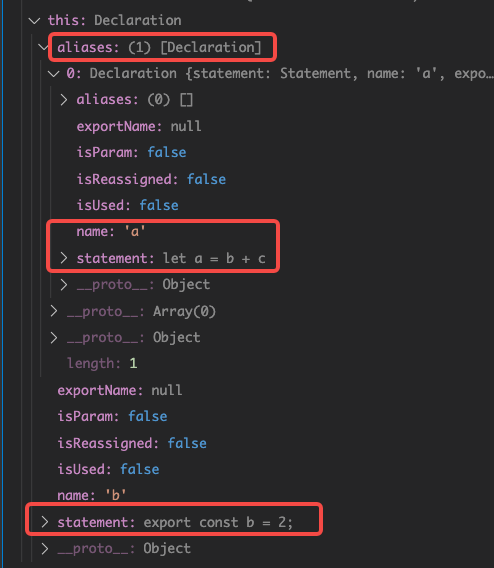 this: Declaration
aliases: (1) [Declaration]
0: Declaration {statement: Statement, name: 'a', expo…
aliases: (0) []
exportName: null
isParam: false
isReassigned: false
isUsed: false
name: 'a'
statement: let a = b + c
__proto__: Object
__proto__: Array(0)
__proto__: Object
length: 1
exportName: null
isParam: false
isReassigned: false
isUsed: false
name: 'b'
statement: export const b = 2;
__proto__: Object